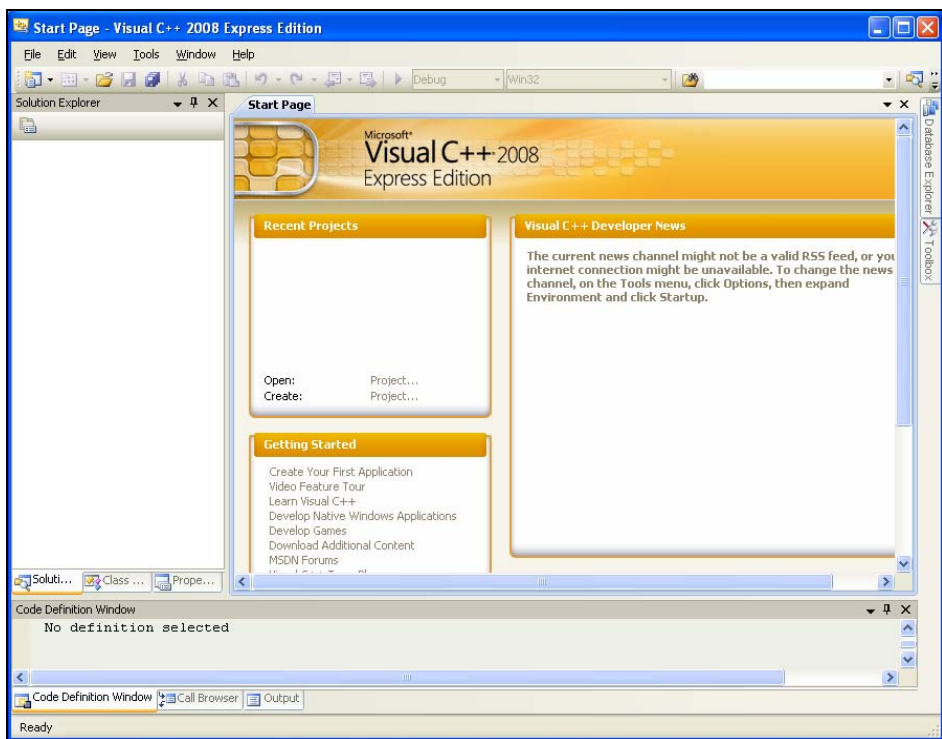 Start Page - Visual C++ 2008 Express Edition
File Edit View Tools Window Help
Debug Win32
Solution Explorer
Start Page
Microsoft
Visual C++ 2008
Express Edition
Recent Projects
Open: Project...
Create: Project...
Getting Started
Create Your First Application
Video Feature Tour
Learn Visual C++
Develop Native Windows Applications
Develop Games
Download Additional Content
MSDN Forums
Visual C++ Developer News
The current news channel might not be a valid RSS feed, or you
internet connection might be unavailable. To change the news
channel, on the Tools menu, click Options, then expand
Environment and click Startup.
Database Explorer
Toolbox
Soluti... Class ... Prope...
Code Definition Window
No definition selected
Code Definition Window Call Browser Output
Ready